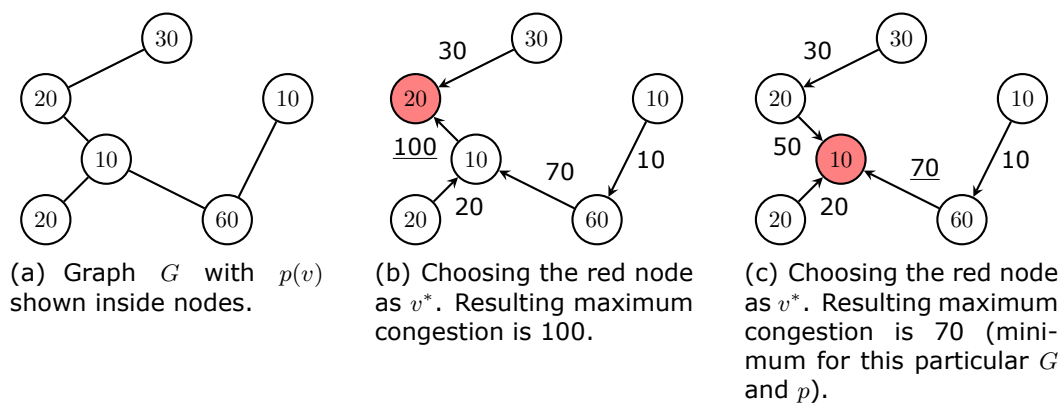 30
20
10
10
20
60
(a) Graph G with p(v)
shown inside nodes.
30
30
20
10
100
10
70
10
20
20
60
(b) Choosing the red node
as v*. Resulting maximum
congestion is 100.
30
30
20
10
50
10
70
10
20
20
60
(c) Choosing the red node
as v*. Resulting maximum
congestion is 70 (mini-
mum for this particular G
and p).